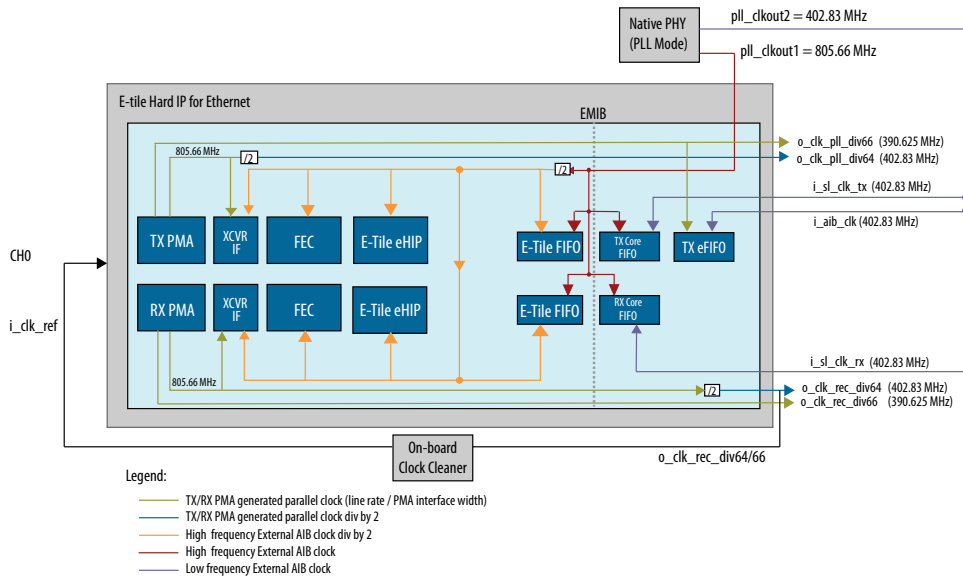 Native PHY
(PLL Mode)
pll_clkout2 = 402.83 MHz
pll_clkout1 = 805.66 MHz
E-tile Hard IP for Ethernet
EMIB
805.66 MHz
/2
/2
o_clk_pll_div66 (390.625 MHz)
o_clk_pll_div64 (402.83 MHz)
i_sl_clk_tx (402.83 MHz)
i_aib_clk (402.83 MHz)
TX PMA
XCVR
IF
FEC
E-Tile eHIP
E-Tile FIFO
TX Core
FIFO
TX eFIFO
CH0
i_clk_ref
RX PMA
XCVR
IF
FEC
E-Tile eHIP
E-Tile FIFO
RX Core
FIFO
805.66 MHz
/2
i_sl_clk_rx (402.83 MHz)
o_clk_rec_div64 (402.83 MHz)
o_clk_rec_div66 (390.625 MHz)
On-board
Clock Cleaner
o_clk_rec_div64/66
Legend:
TX/RX PMA generated parallel clock (line rate / PMA interface width)
TX/RX PMA generated parallel clock div by 2
High frequency External AIB clock div by 2
High frequency External AIB clock
Low frequency External AIB clock